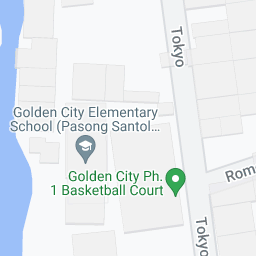 Tokyo
Golden City Elementary
School (Pasong Santol...
Golden City Ph.
1 Basketball Court
Rom
Tokyo